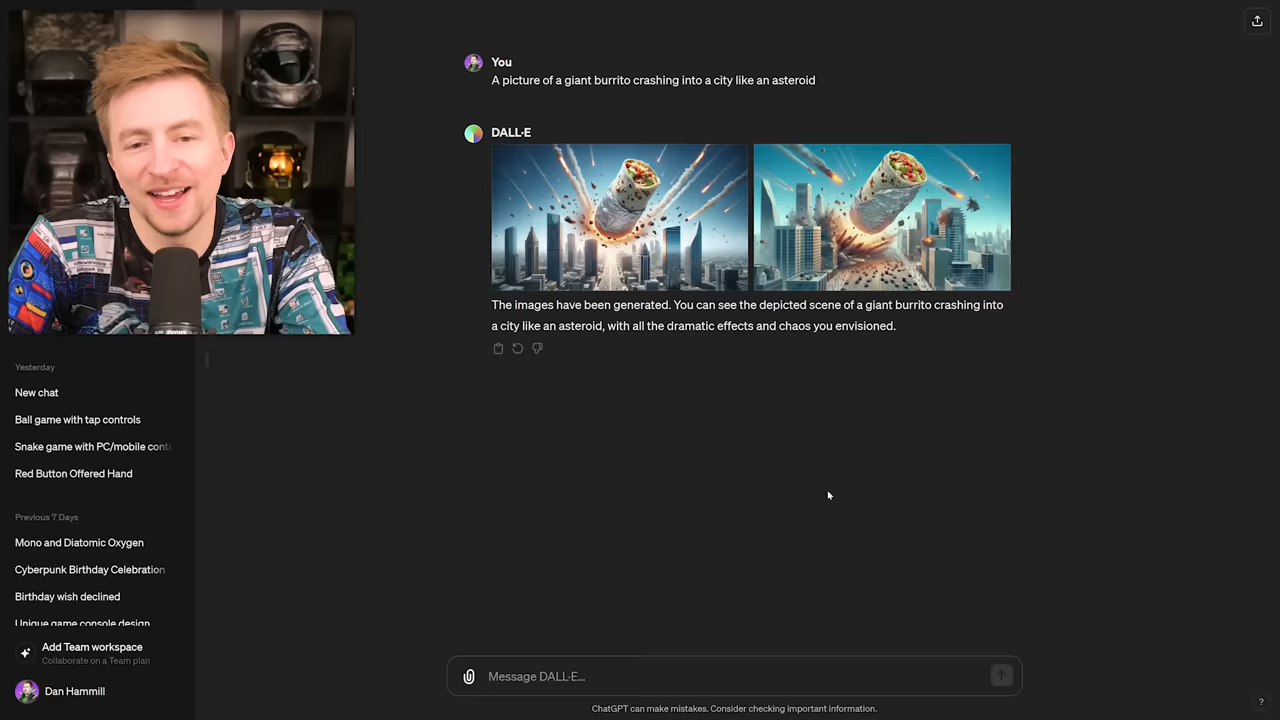 You
A picture of a giant burrito crashing into a city like an asteroid
DALL·E
The images have been generated. You can see the depicted scene of a giant burrito crashing into
a city like an asteroid, with all the dramatic effects and chaos you envisioned.
Yesterday
New chat
Ball game with tap controls
Snake game with PC/mobile cont
Red Button Offered Hand
Previous 7 Days
Mono and Diatomic Oxygen
Cyberpunk Birthday Celebration
Birthday wish declined
Unique game console design
Add Team workspace
Collaborate on a Team plan
Dan Hammill
Message DALL·E...
ChatGPT can make mistakes. Consider checking important information.
?